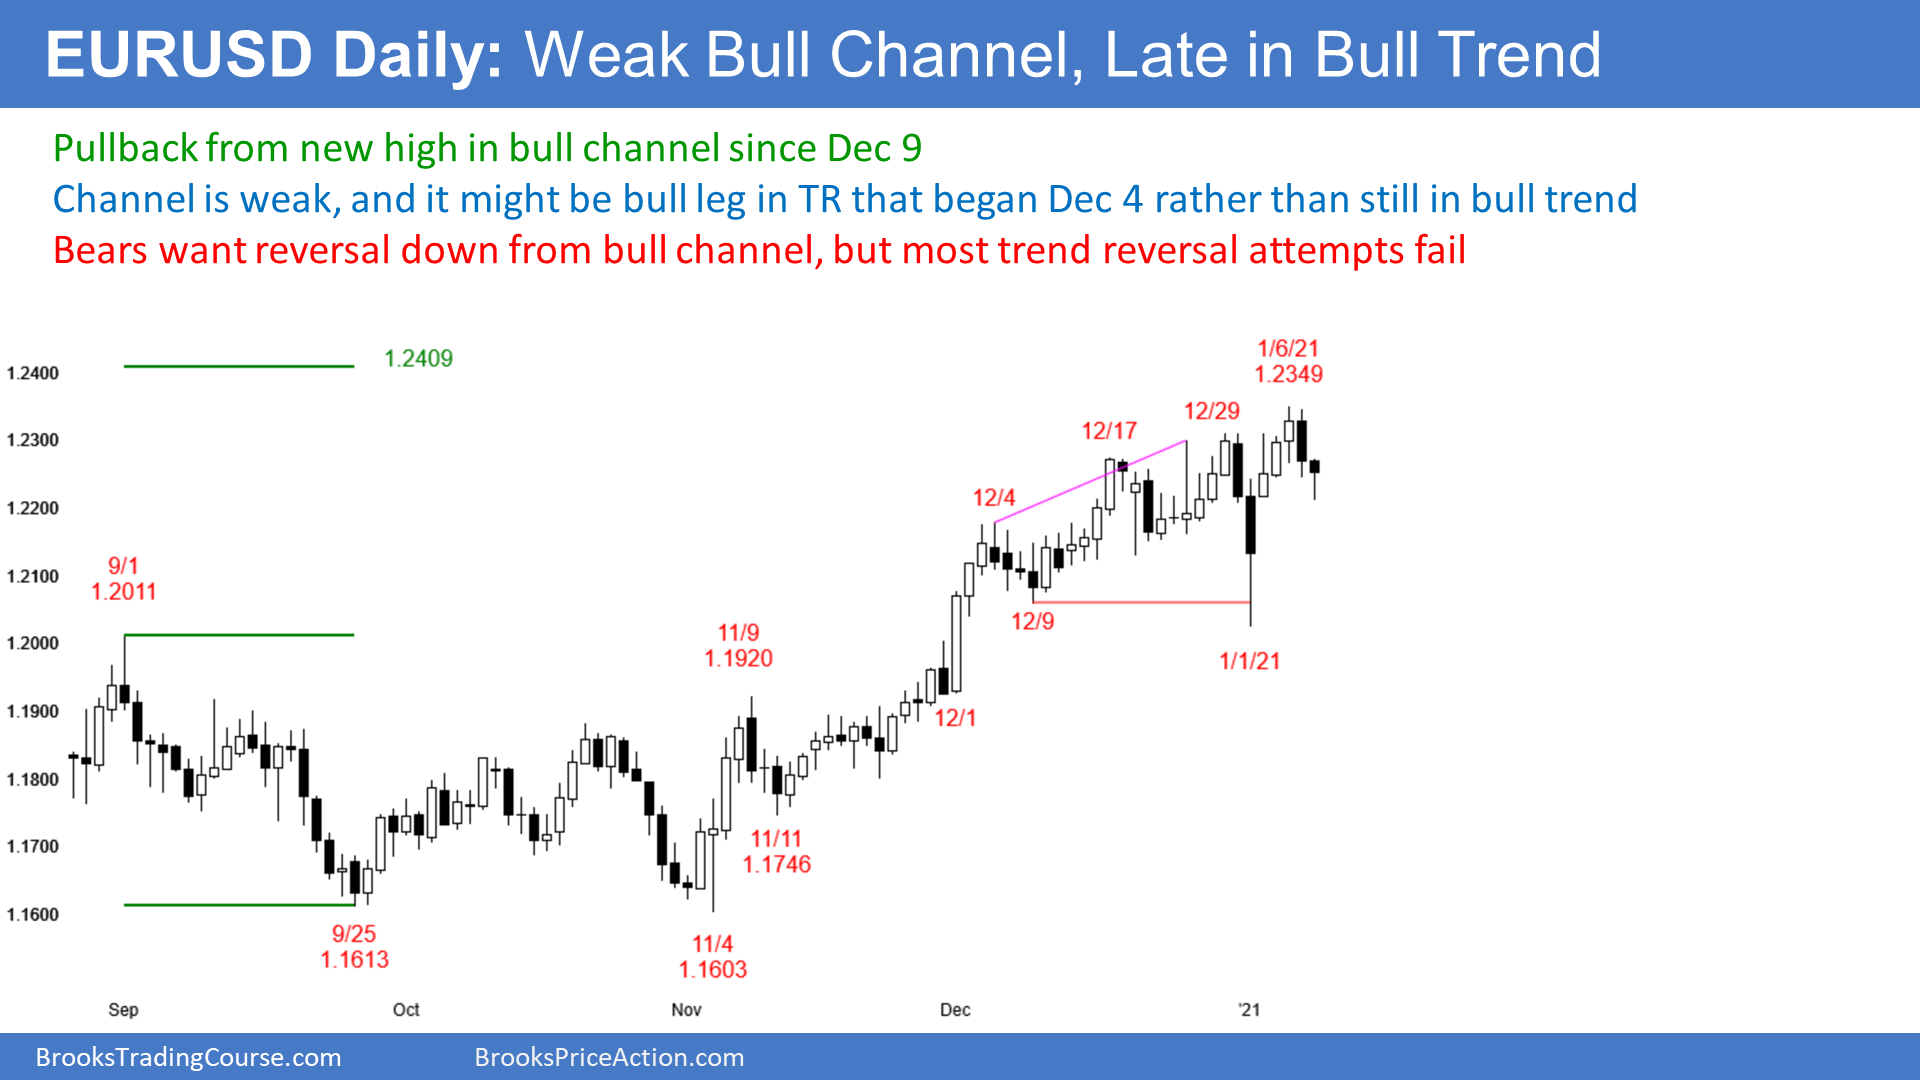 EURUSD Daily: Weak Bull Channel, Late in Bull Trend
Pullback from new high in bull channel since Dec 9
Channel is weak, and it might be bull leg in TR that began Dec 4 rather than still in bull trend
Bears want reversal down from bull channel, but most trend reversal attempts fail
1/6/21
1.2349
1.2409
1.2400
12/29
12/17
1.2300
12/4
1.2200
9/1
1.2011
1.2100
12/9
11/9
1.1920
1.2000
1/1/21
1.1900
12/1
1.1800
11/11
1.1746
1.1700
1.1600
9/25
1.1613
11/4
1.1603
Sep
Oct
Nov
Dec
'21
BrooksTradingCourse.com
BrooksPriceAction.com